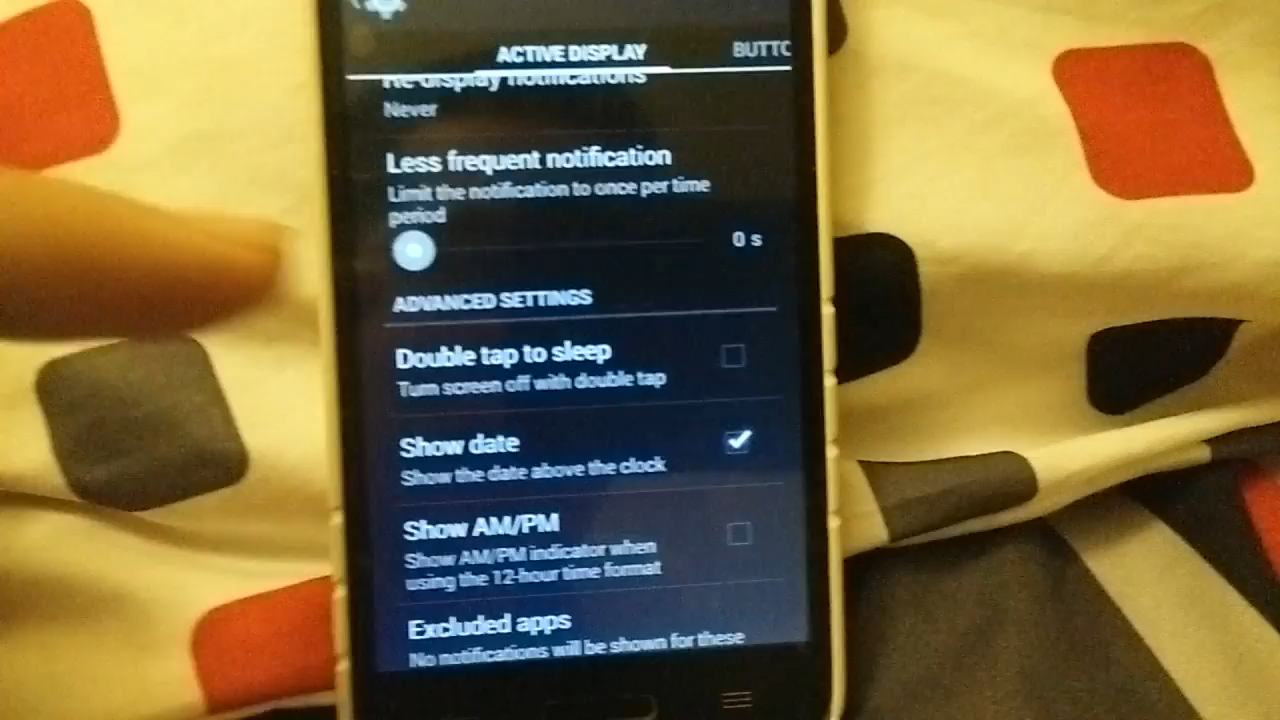 ACTIVE DISPLAY BUTTC
Re-display notifications
Never
Less frequent notification
Limit the notification to once per time
period
0 s
ADVANCED SETTINGS
Double tap to sleep
Turn screen off with double tap
Show date
Show the date above the clock
Show AM/PM
Show AM/PM indicator when
using the 12-hour time format
Excluded apps
No notifications will be shown for these